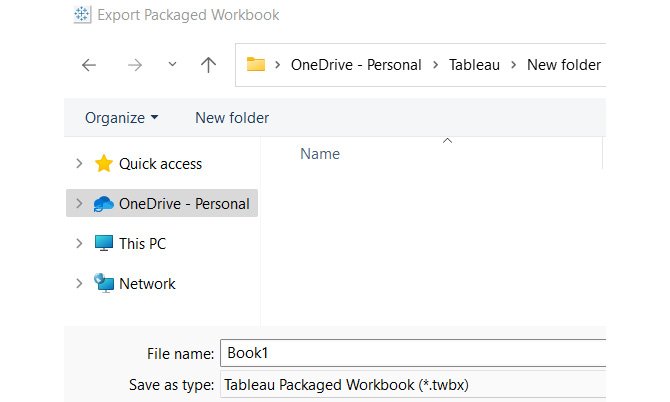 Export Packaged Workbook
OneDrive - Personal Tableau New folder
Organize New folder
Name
Quick access
OneDrive - Personal
This PC
Network
File name: Book1
Save as type: Tableau Packaged Workbook (*.twbx)